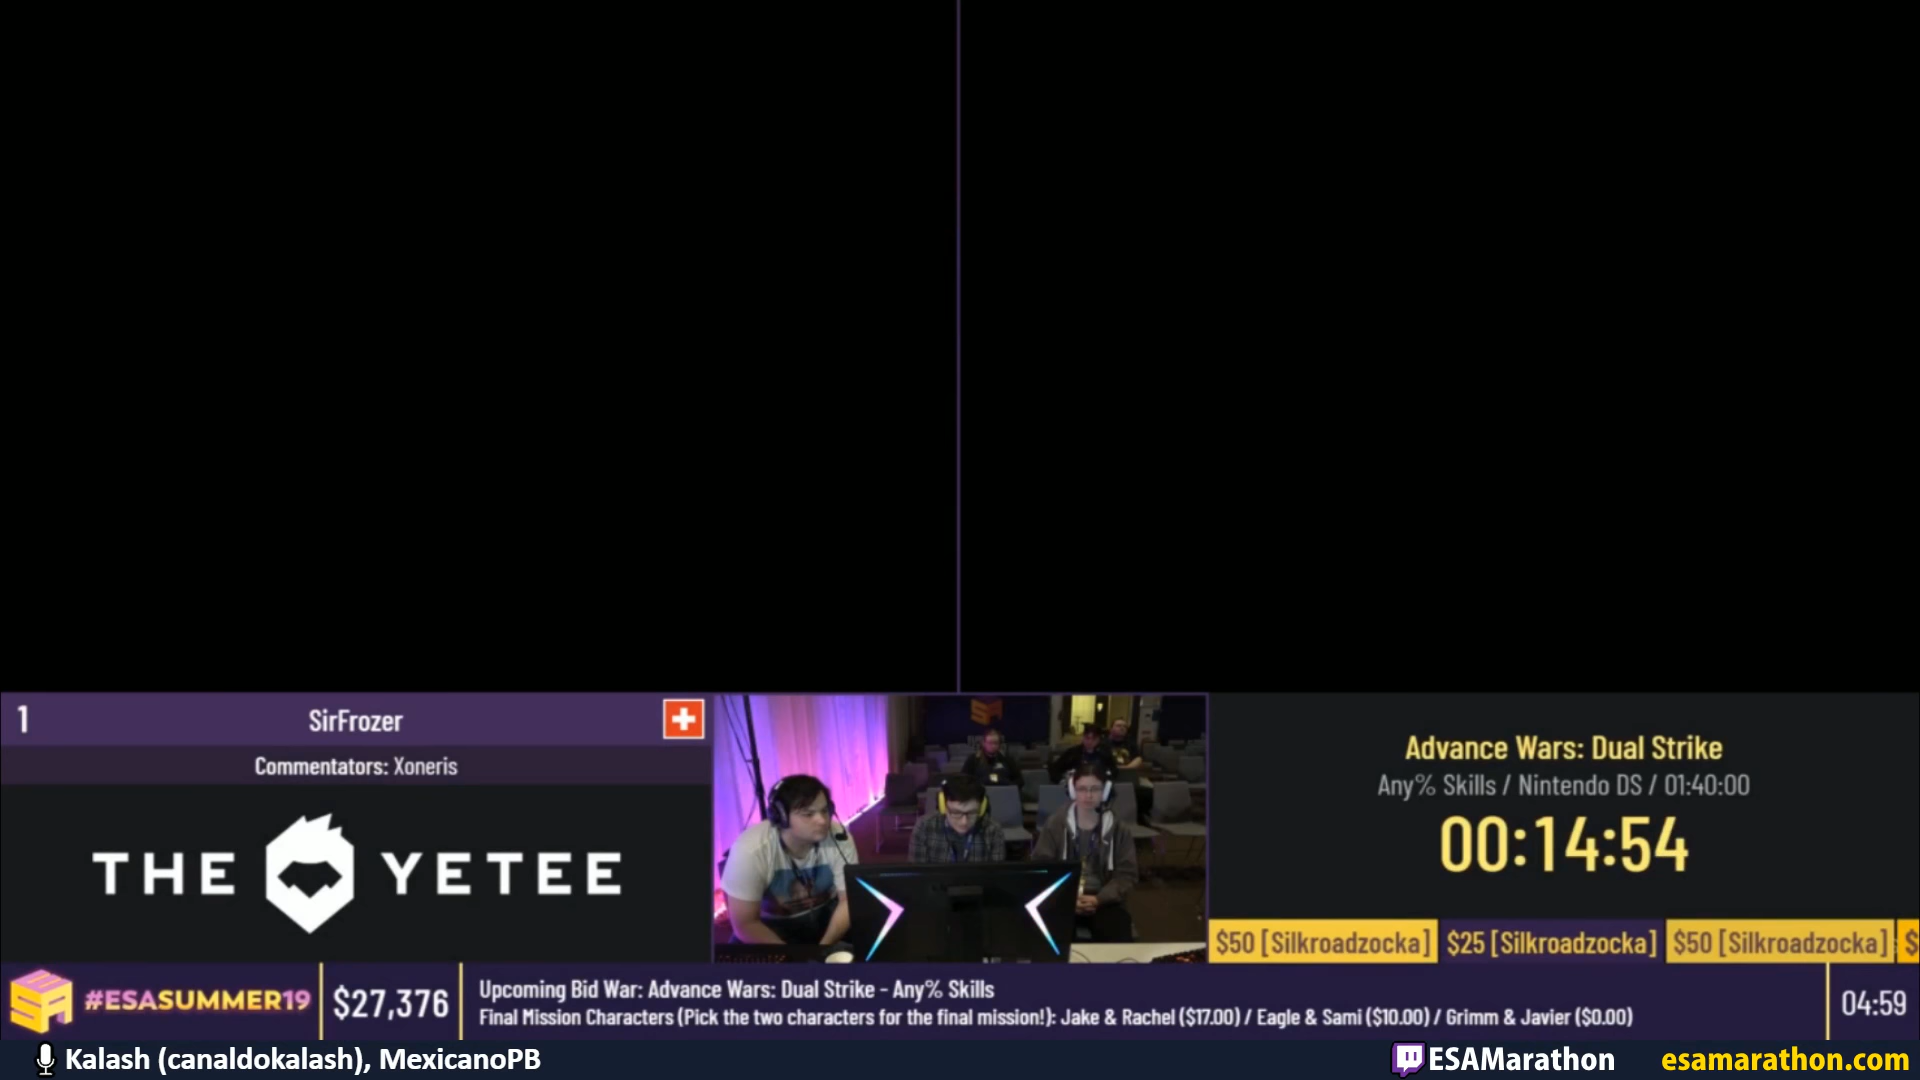 1
SirFrozer
Commentators: Xoneris
THE YETEE
Advance Wars: Dual Strike
Any% Skills / Nintendo DS / 01:40:00
00:14:54
$50 [Silkroadzocka] $25 [Silkroadzocka] $50 [Silkroadzocka] $
#ESASUMMER19
$27,376
Upcoming Bid War: Advance Wars: Dual Strike - Any% Skills
Final Mission Characters (Pick the two characters for the final mission!): Jake & Rachel ($17.00) / Eagle & Sami ($10.00) / Grimm & Javier ($0.00)
04:59
Kalash (canaldokalash), MexicanoPB
ESAMarathon
esamarathon.com